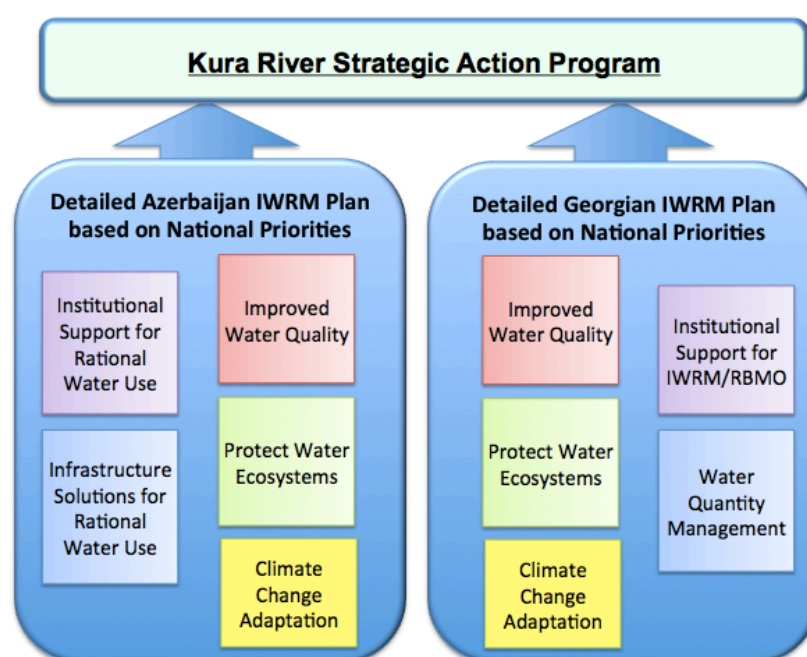 Kura River Strategic Action Program
Detailed Azerbaijan IWRM Plan
based on National Priorities
Institutional
Support for
Rational
Water Use
Improved
Water Quality
Infrastructure
Solutions for
Rational
Water Use
Protect Water
Ecosystems
Climate
Change
Adaptation
Detailed Georgian IWRM Plan
based on National Priorities
Improved
Water Quality
Institutional
Support for
IWRM/RBMO
Protect Water
Ecosystems
Water
Quantity
Management
Climate
Change
Adaptation